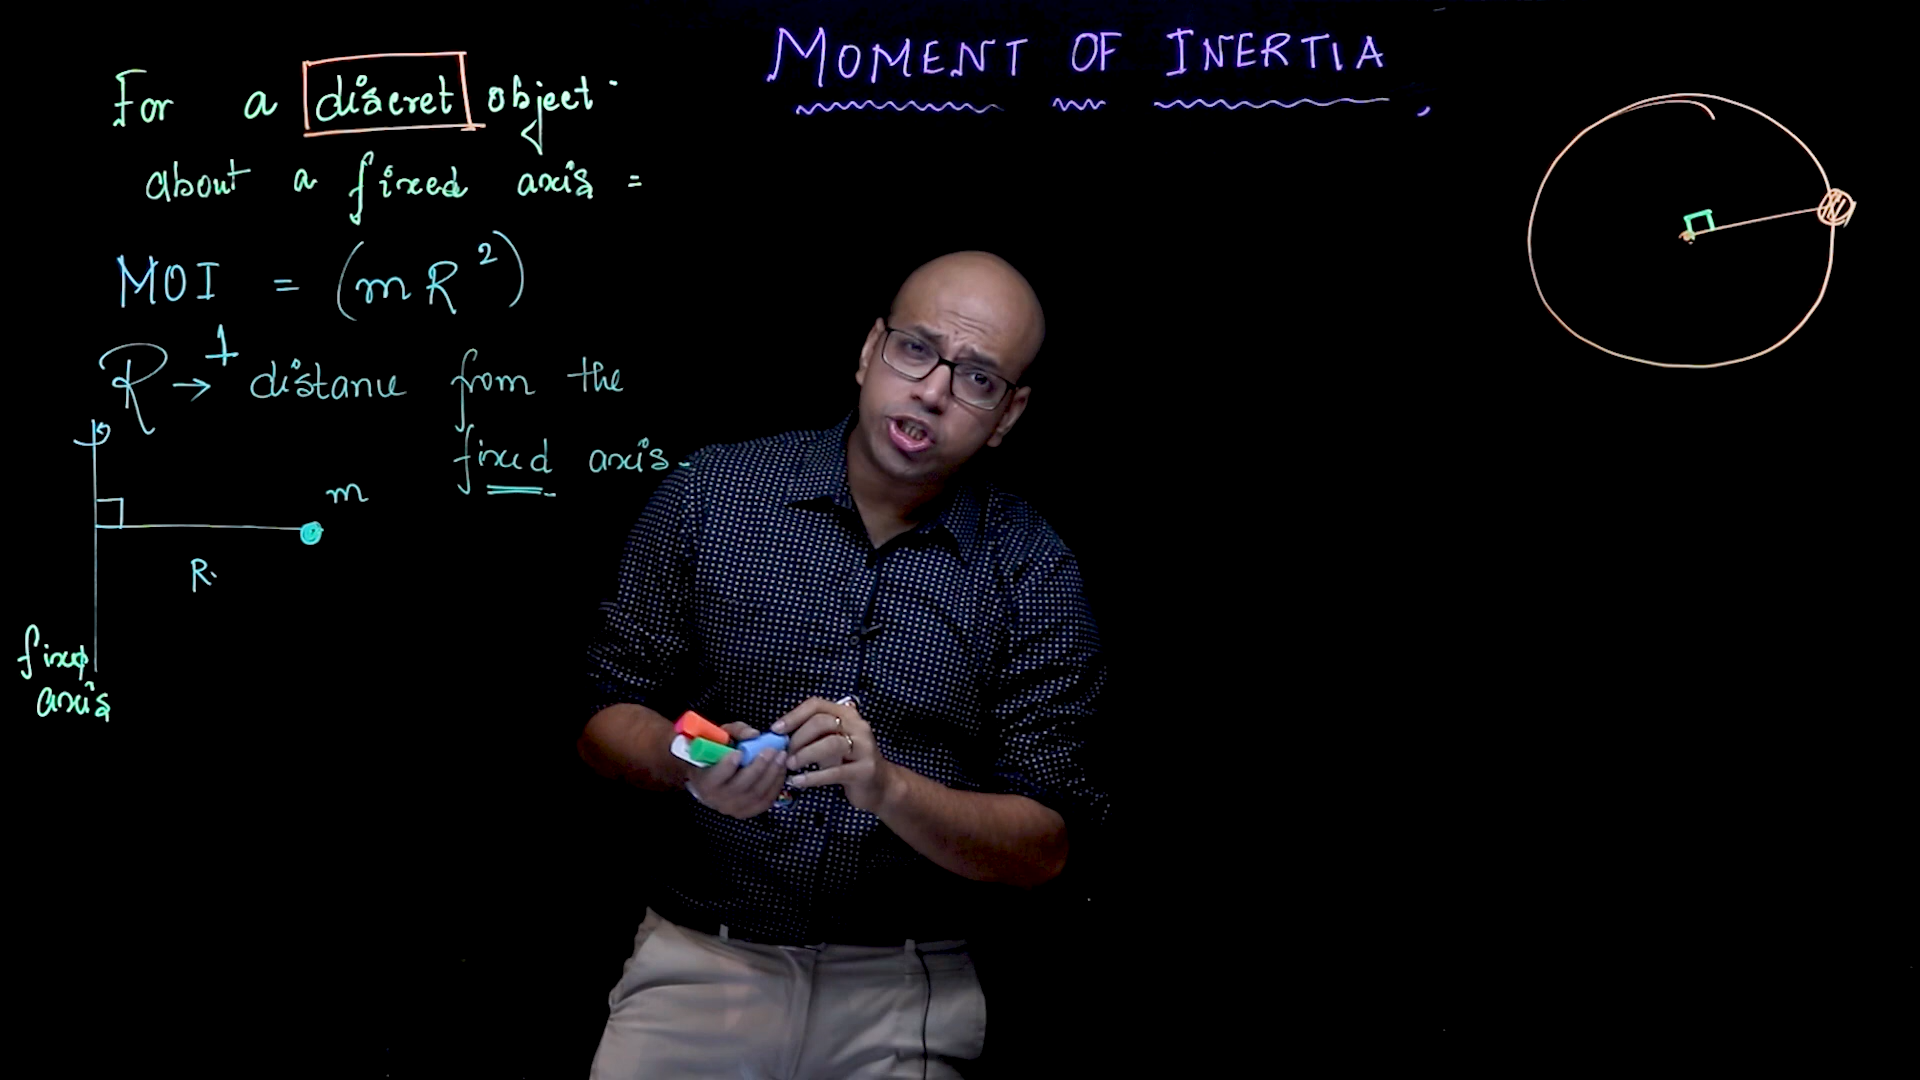 MOMENT OF INERTIA,
For a discret object
about a fixed axis =
MOI = (mR²)
R → ⊥ distance from the
fixed axis.
m
R.
fixed
axis